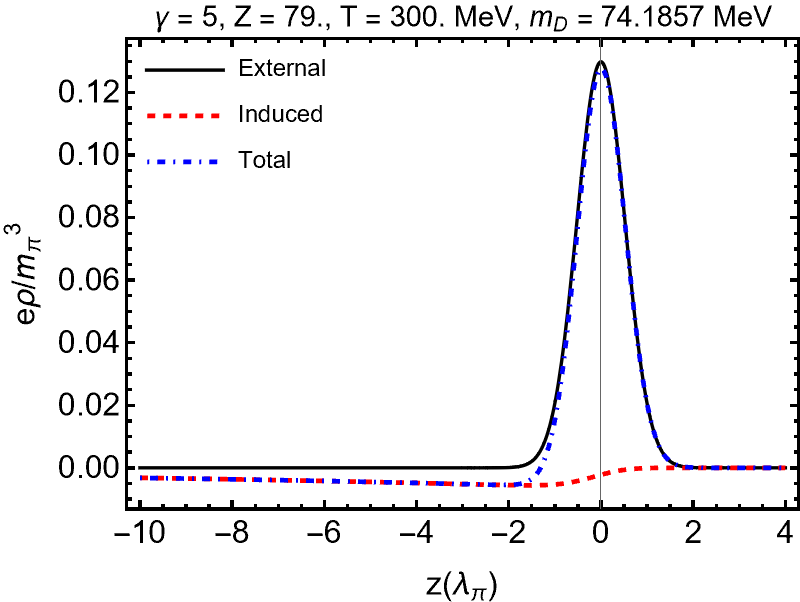 γ = 5, Z = 79., T = 300. MeV, m_D = 74.1857 MeV
External
Induced
Total
0.12
0.10
0.08
0.06
0.04
0.02
0.00
eρ/m_π^3
−10 −8 −6 −4 −2 0 2 4
z(λ_π)